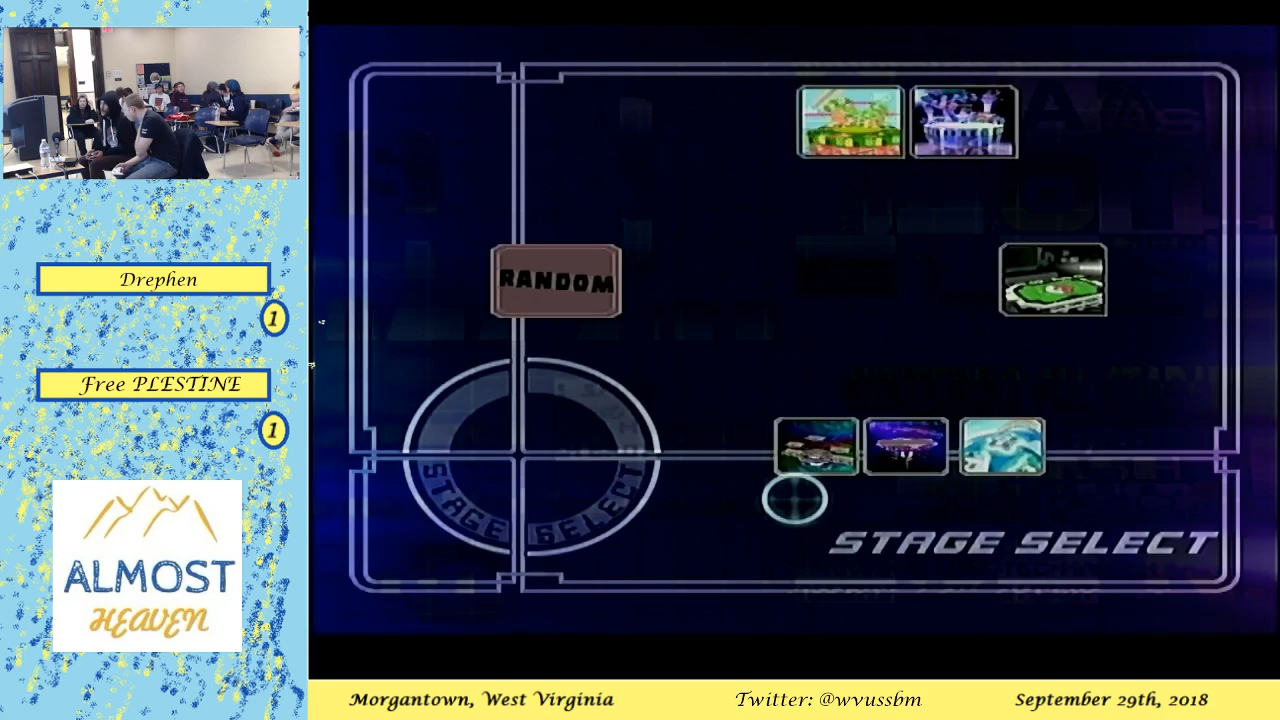 Drephen
1
Free PLESTINE
1
ALMOST
HEAVEN
RANDOM
STAGE SELECT
STAGE SELECT
Morgantown, West Virginia
Twitter: @wvussbm
September 29th, 2018